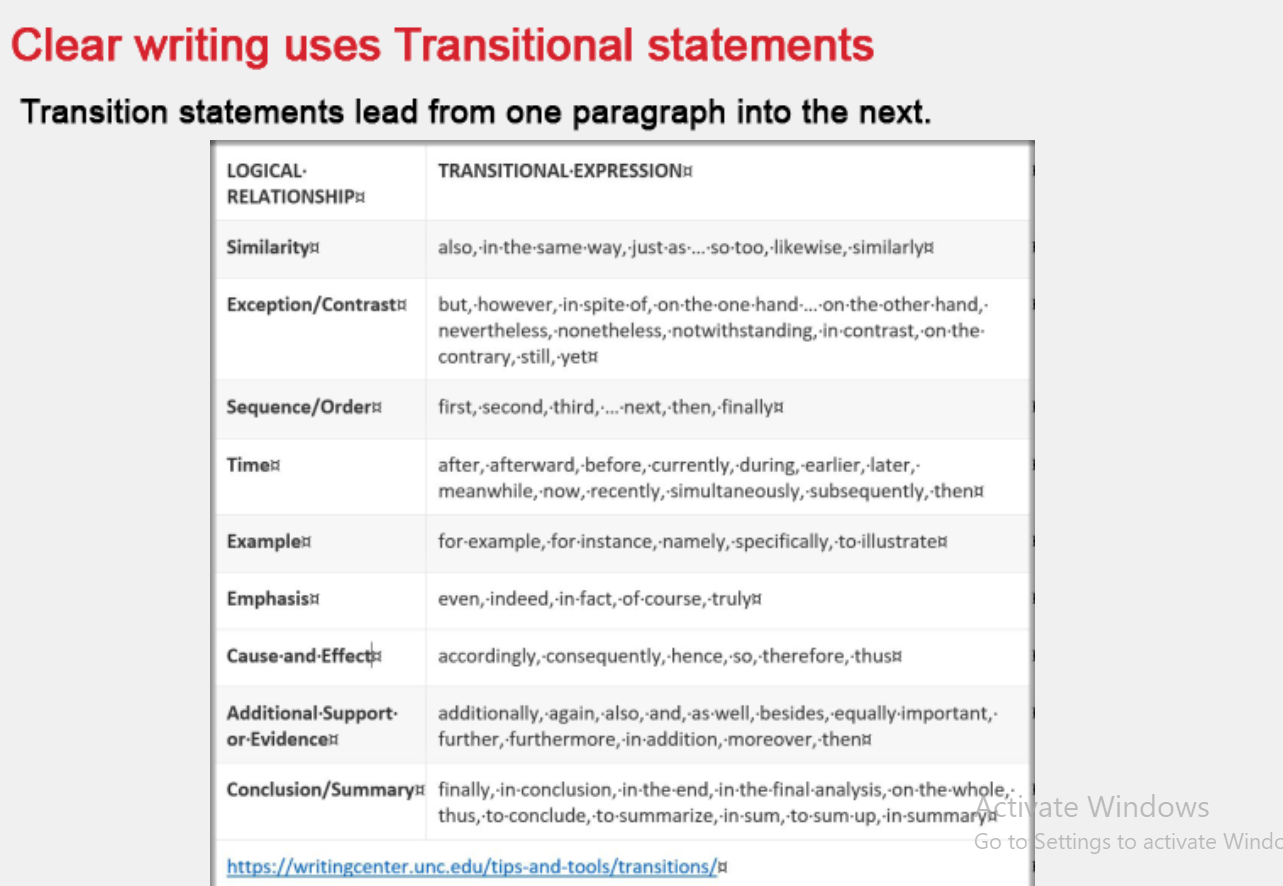 Clear writing uses Transitional statements
Transition statements lead from one paragraph into the next.
LOGICAL·
RELATIONSHIP¤
TRANSITIONAL·EXPRESSION¤
Similarity¤
also,·in·the·same·way,·just·as·...·so·too,·likewise,·similarly¤
Exception/Contrast¤
but,·however,·in·spite·of,·on·the·one·hand·...·on·the·other·hand,·
nevertheless,·nonetheless,·notwithstanding,·in·contrast,·on·the·
contrary,·still,·yet¤
Sequence/Order¤
first,·second,·third,·...·next,·then,·finally¤
Time¤
after,·afterward,·before,·currently,·during,·earlier,·later,·
meanwhile,·now,·recently,·simultaneously,·subsequently,·then¤
Example¤
for·example,·for·instance,·namely,·specifically,·to·illustrate¤
Emphasis¤
even,·indeed,·in·fact,·of·course,·truly¤
Cause·and·Effect¤
accordingly,·consequently,·hence,·so,·therefore,·thus¤
Additional·Support·
or·Evidence¤
additionally,·again,·also,·and,·as·well,·besides,·equally·important,·
further,·furthermore,·in·addition,·moreover,·then¤
Conclusion/Summary¤
finally,·in·conclusion,·in·the·end,·in·the·final·analysis,·on·the·whole,·
thus,·to·conclude,·to·summarize,·in·sum,·to·sum·up,·in·summary¤
https://writingcenter.unc.edu/tips-and-tools/transitions/¤
Activate Windows
Go to Settings to activate Windo